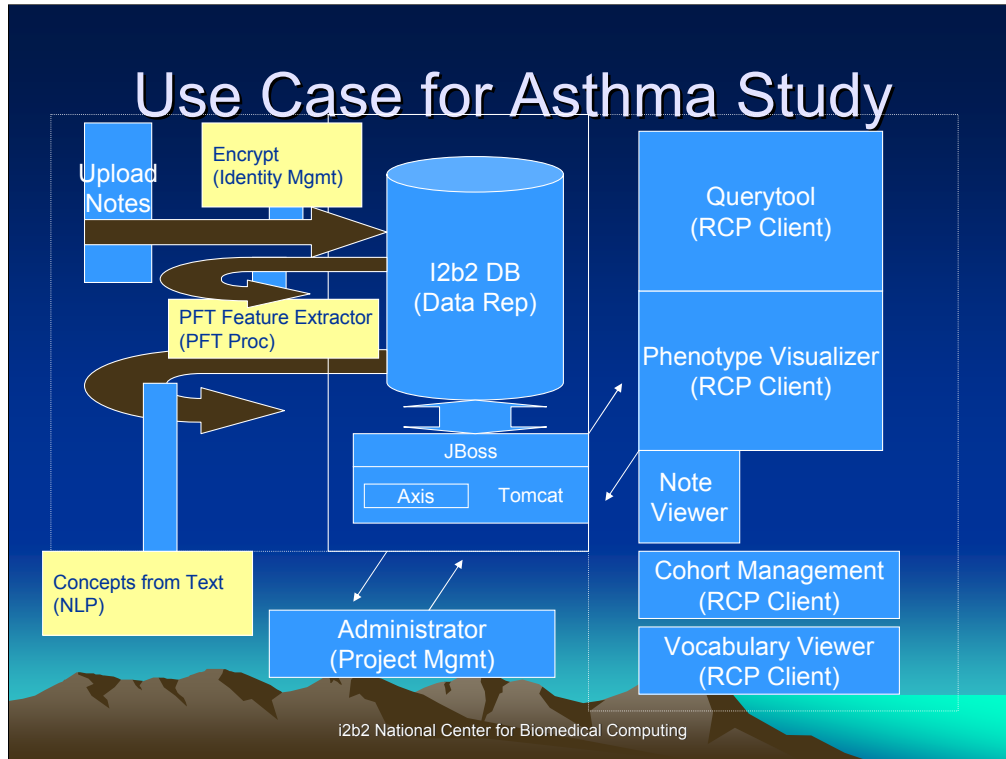 Use Case for Asthma Study
Upload
Notes
Encrypt
(Identity Mgmt)
I2b2 DB
(Data Rep)
PFT Feature Extractor
(PFT Proc)
JBoss
Axis
Tomcat
Concepts from Text
(NLP)
Administrator
(Project Mgmt)
Querytool
(RCP Client)
Phenotype Visualizer
(RCP Client)
Note
Viewer
Cohort Management
(RCP Client)
Vocabulary Viewer
(RCP Client)
i2b2 National Center for Biomedical Computing